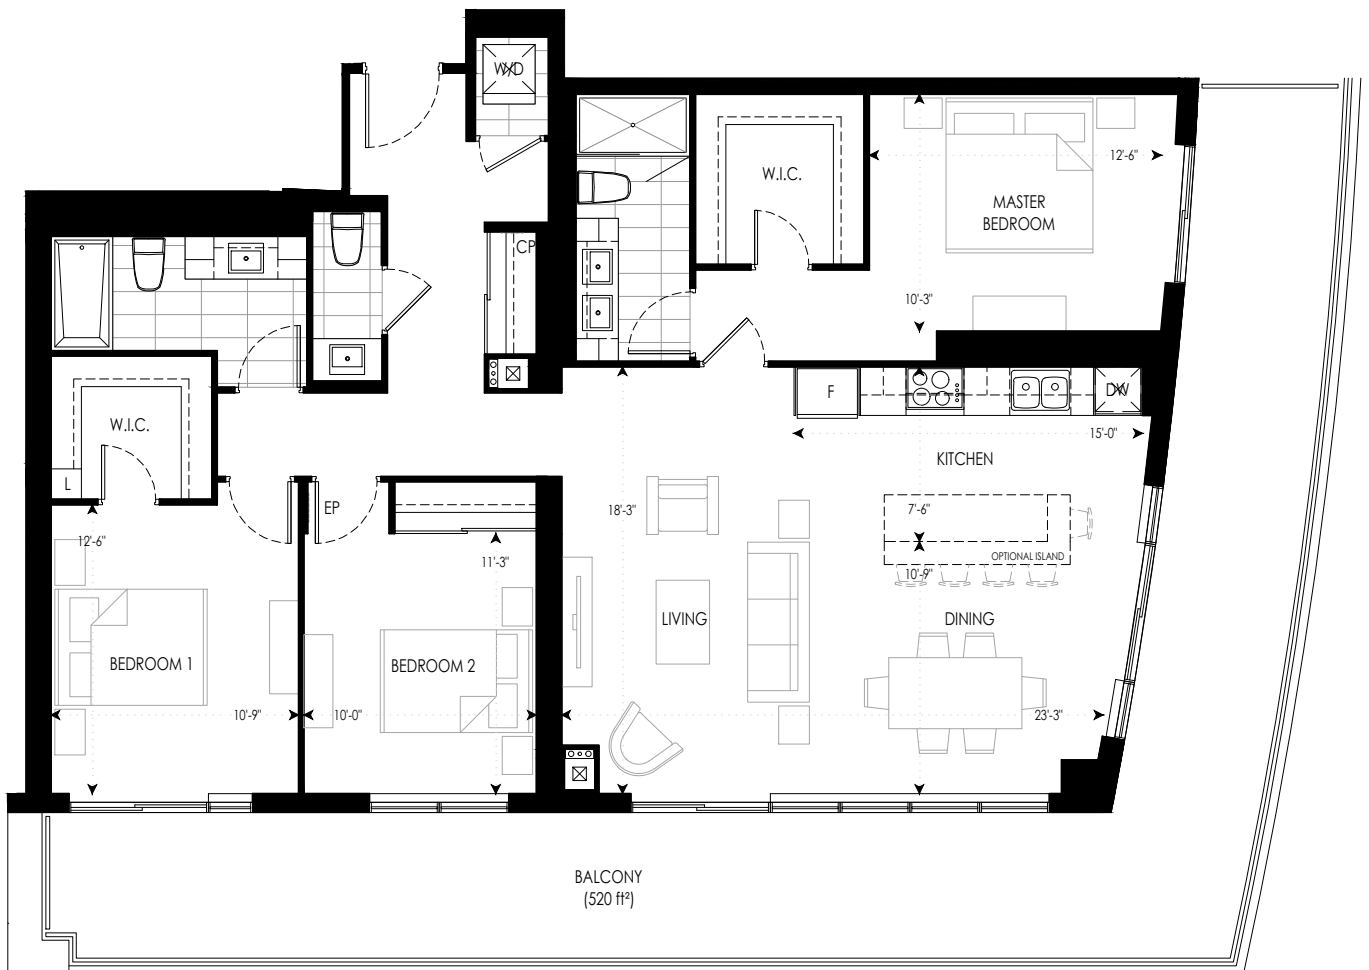 W/D
W.I.C.
12'-6"
MASTER
BEDROOM
CP
10'-3"
F
DW
W.I.C.
15'-0"
KITCHEN
L
EP
18'-3"
7'-6"
12'-6"
11'-3"
OPTIONAL ISLAND
10'-9"
LIVING
DINING
BEDROOM 1
BEDROOM 2
10'-9"
10'-0"
23'-3"
BALCONY
(520 ft²)